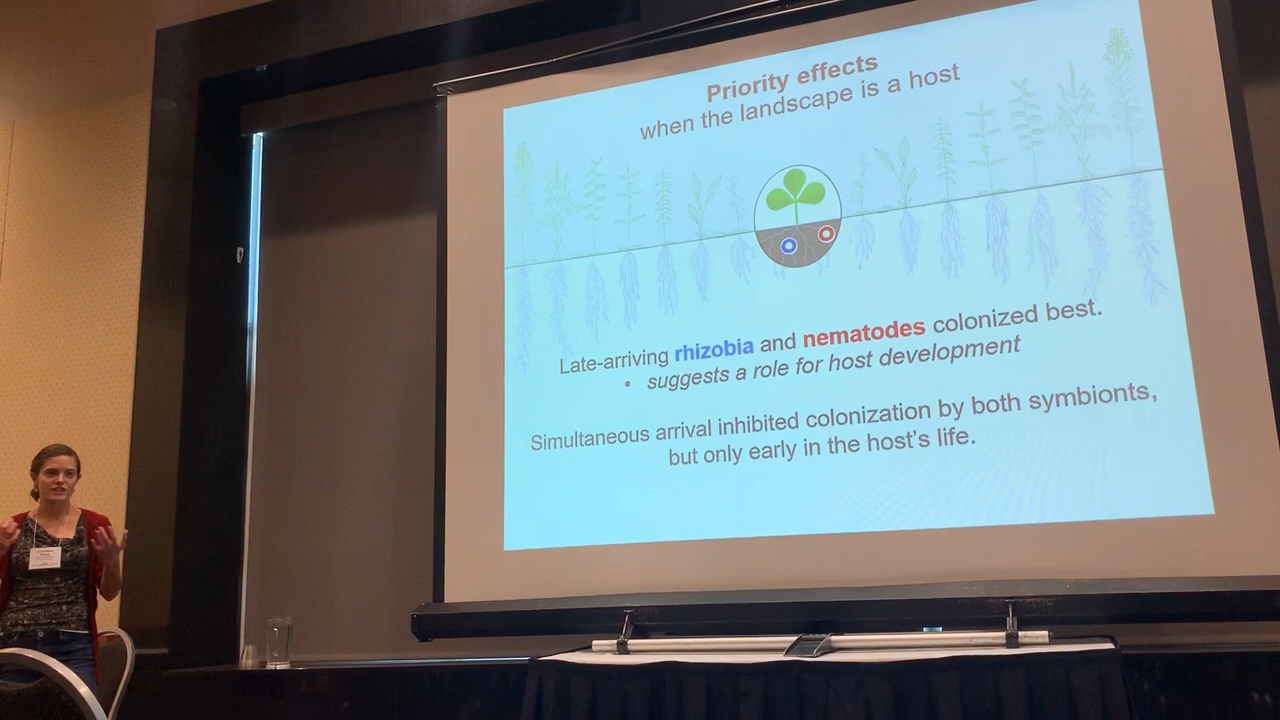 Priority effects
when the landscape is a host
Late-arriving rhizobia and nematodes colonized best.
• suggests a role for host development
Simultaneous arrival inhibited colonization by both symbionts,
but only early in the host's life.